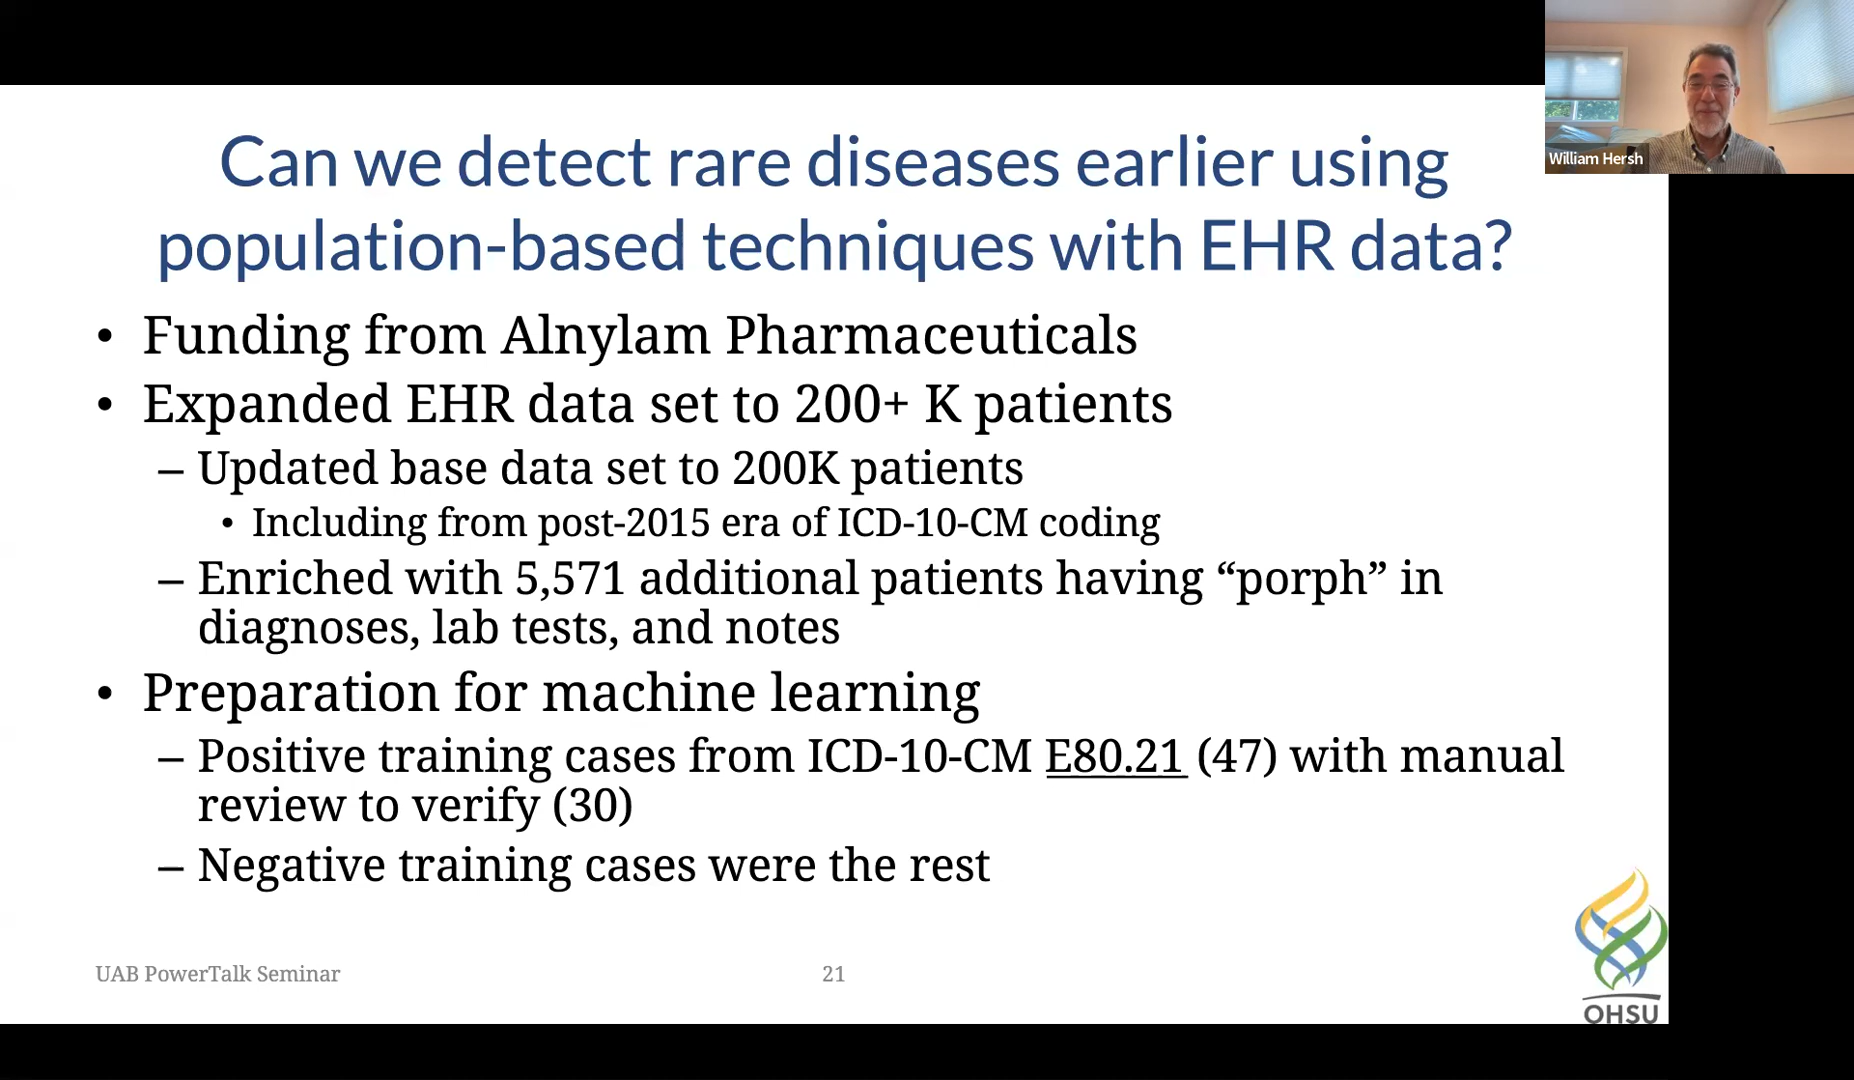 William Hersh
Can we detect rare diseases earlier using
population-based techniques with EHR data?
• Funding from Alnylam Pharmaceuticals
• Expanded EHR data set to 200+ K patients
– Updated base data set to 200K patients
• Including from post-2015 era of ICD-10-CM coding
– Enriched with 5,571 additional patients having “porph” in
diagnoses, lab tests, and notes
• Preparation for machine learning
– Positive training cases from ICD-10-CM E80.21 (47) with manual
review to verify (30)
– Negative training cases were the rest
UAB PowerTalk Seminar
21
OHSU